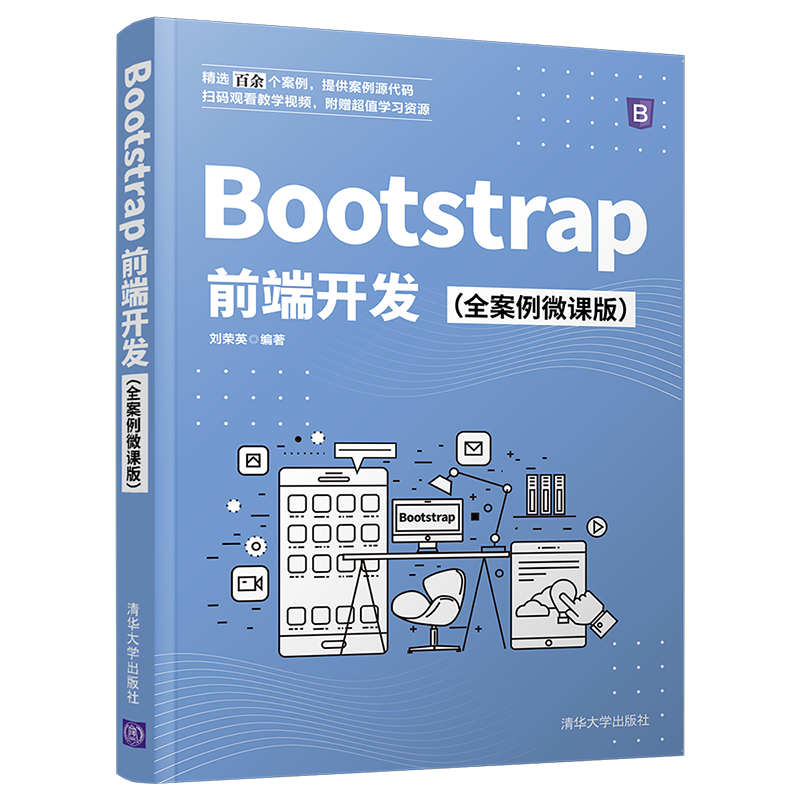 精选 百余 个案例，提供案例源代码
扫码观看教学视频，附赠超值学习资源
B
Bootstrap
前端开发
（全案例微课版）
刘荣英◎编著
Bootstrap
清华大学出版社
Bootstrap 前端开发
（全案例微课版）
清华大学出版社